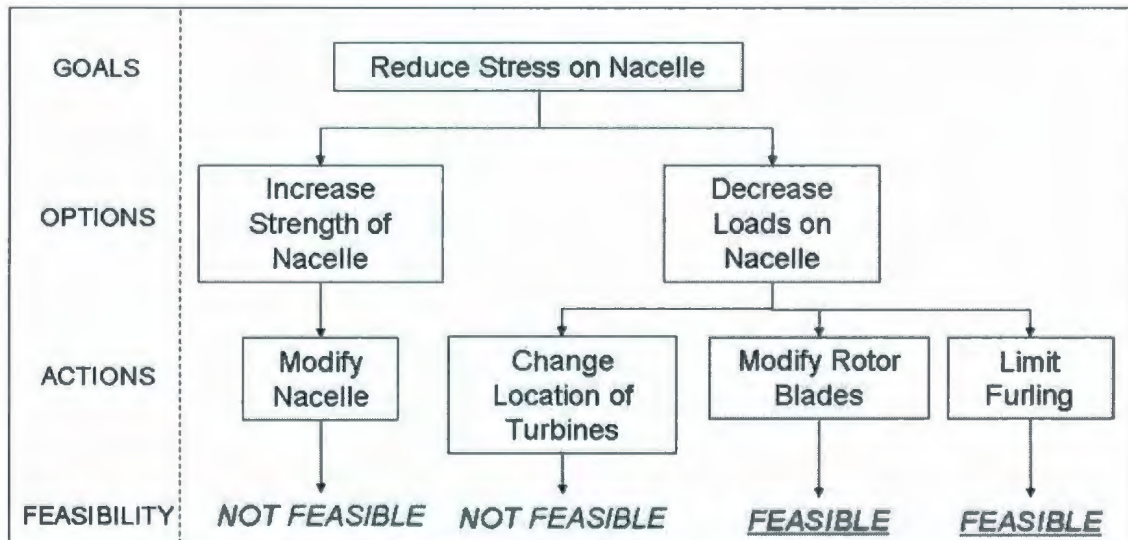 GOALS
Reduce Stress on Nacelle
OPTIONS
Increase
Strength of
Nacelle
Decrease
Loads on
Nacelle
ACTIONS
Modify
Nacelle
Change
Location of
Turbines
Modify Rotor
Blades
Limit
Furling
FEASIBILITY
NOT FEASIBLE
NOT FEASIBLE
FEASIBLE
FEASIBLE